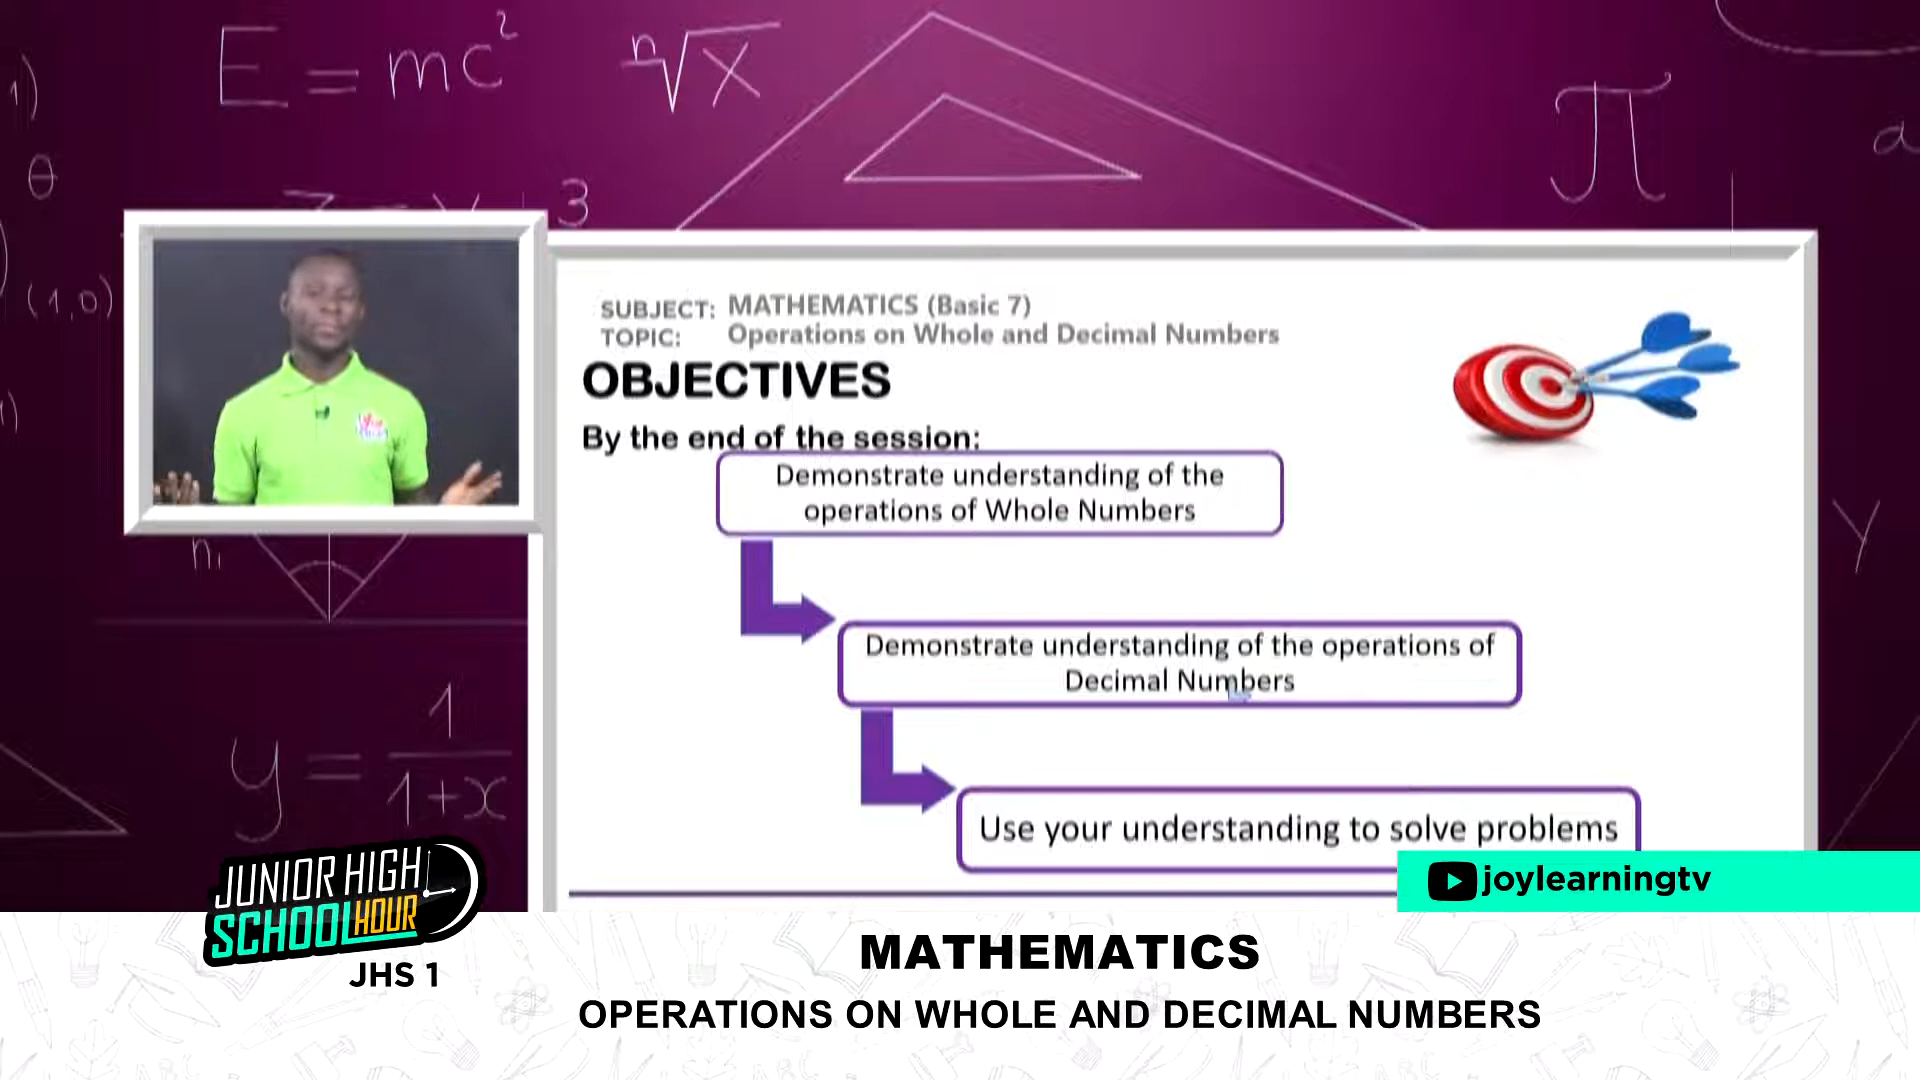 E = mc²
ⁿ√x
π
1)
a
θ
3
(1,0)
SUBJECT: MATHEMATICS (Basic 7)
TOPIC: Operations on Whole and Decimal Numbers
OBJECTIVES
By the end of the session:
Demonstrate understanding of the
operations of Whole Numbers
Y
n,
Demonstrate understanding of the operations of
Decimal Numbers
y = 1/1+x
Use your understanding to solve problems
JUNIOR HIGH
SCHOOL HOUR
JHS 1
joylearningtv
MATHEMATICS
OPERATIONS ON WHOLE AND DECIMAL NUMBERS